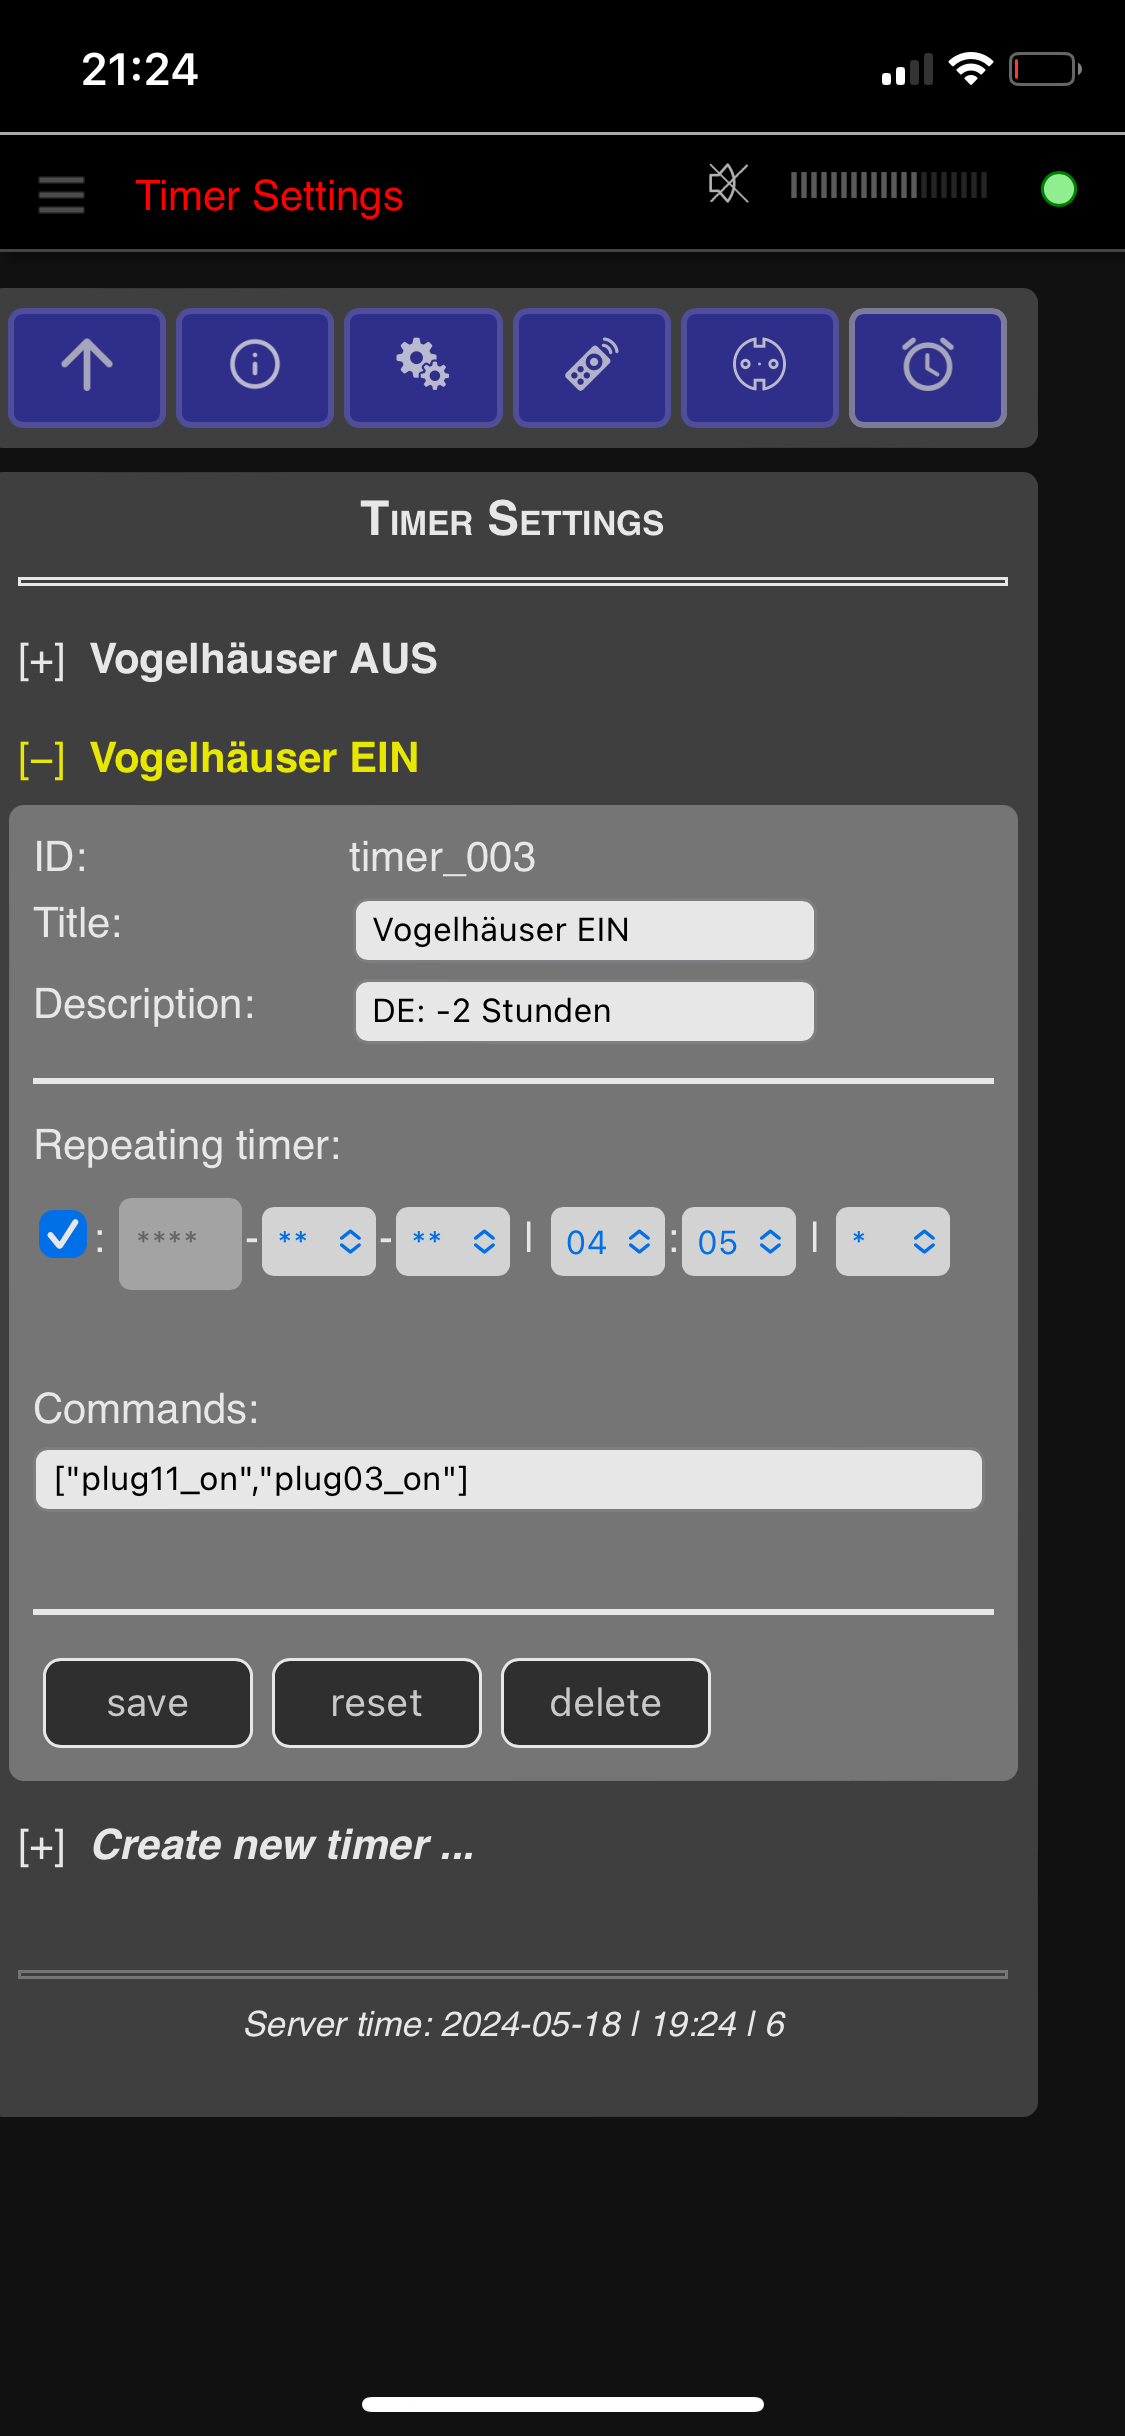 21:24
Timer Settings
Timer Settings
[+] Vogelhäuser AUS
[–] Vogelhäuser EIN
ID: timer_003
Title: Vogelhäuser EIN
Description: DE: -2 Stunden
Repeating timer:
: **** - ** - ** | 04 : 05 | *
Commands:
["plug11_on","plug03_on"]
save reset delete
[+] Create new timer ...
Server time: 2024-05-18 | 19:24 | 6